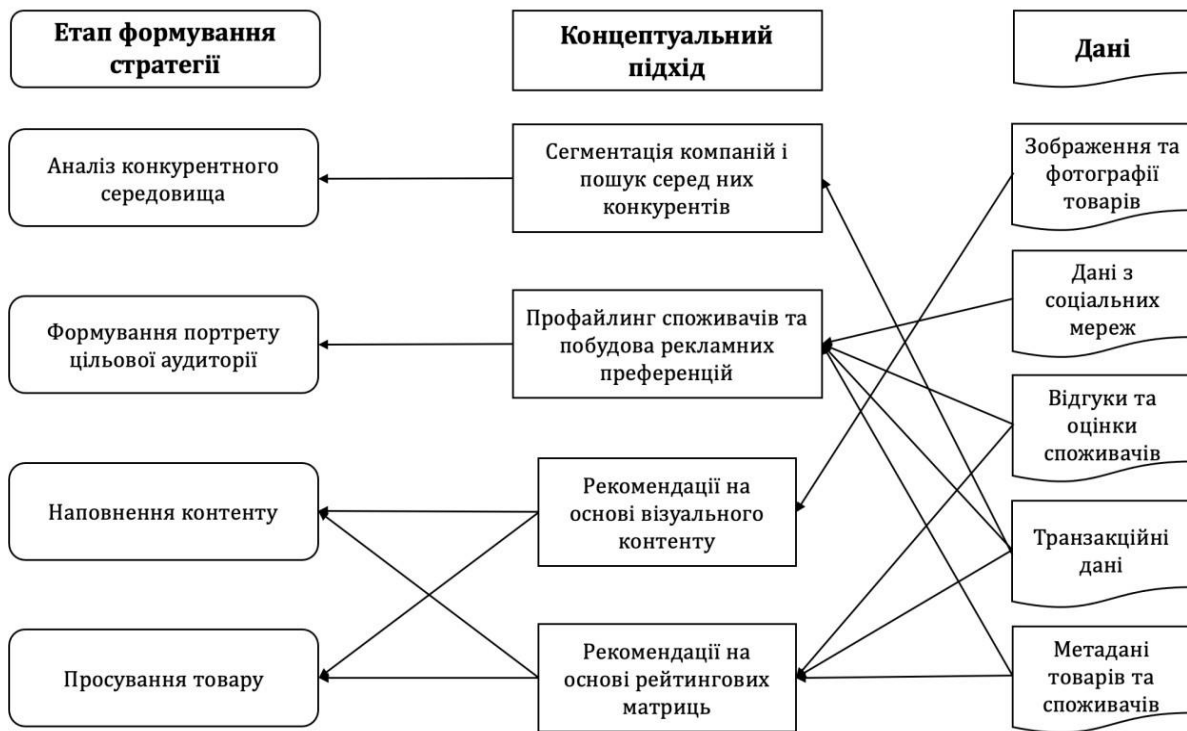 Етап формування
стратегії
Концептуальний
підхід
Дані
Аналіз конкурентного
середовища
Сегментація компаній і
пошук серед них
конкурентів
Зображення та
фотографії
товарів
Дані з
соціальних
мереж
Формування портрету
цільової аудиторії
Профайлинг споживачів та
побудова рекламних
преференцій
Відгуки та
оцінки
споживачів
Наповнення контенту
Рекомендації на
основі візуального
контенту
Транзакційні
дані
Просування товару
Рекомендації на
основі рейтингових
матриць
Метадані
товарів та
споживачів